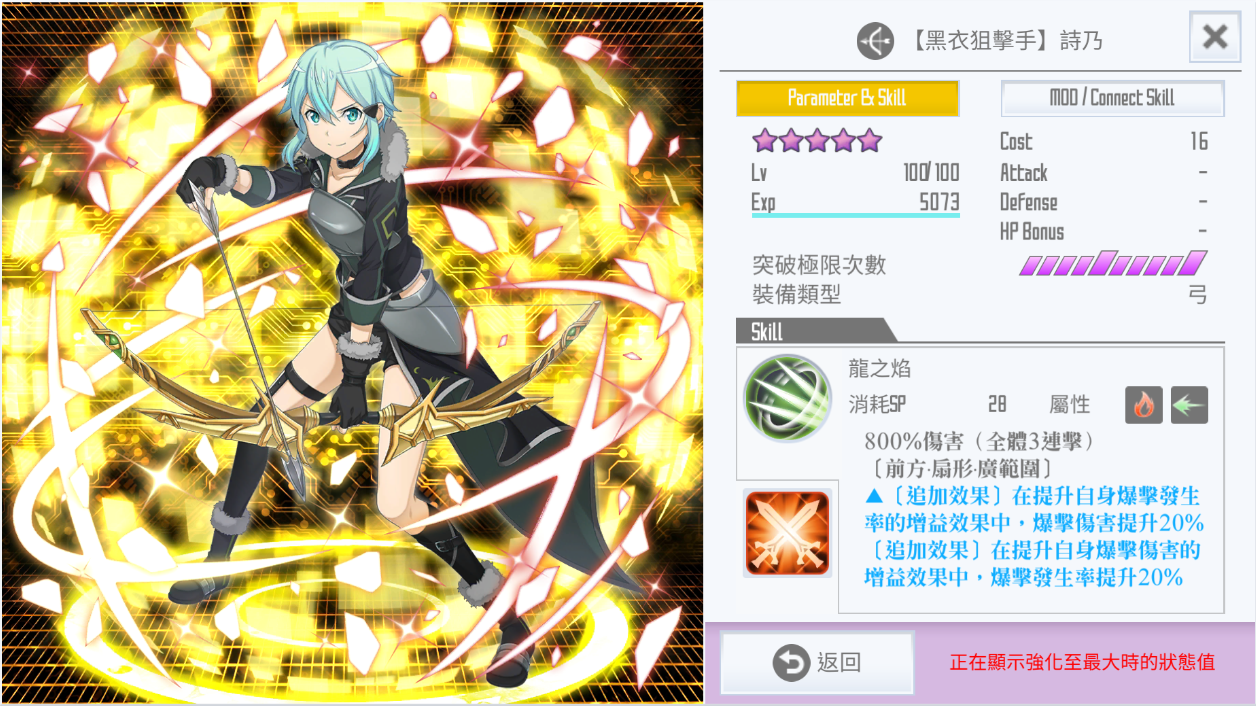 【黑衣狙擊手】詩乃
Parameter & Skill
MOD / Connect Skill
Lv 100/100
Exp 5073
Cost 16
Attack -
Defense -
HP Bonus -
突破極限次數
裝備類型 弓
Skill
龍之焰
消耗SP 28 屬性
800%傷害（全體3連擊）
〔前方·扇形·廣範圍〕
▲〔追加效果〕在提升自身爆擊發生
率的增益效果中，爆擊傷害提升20%
〔追加效果〕在提升自身爆擊傷害的
增益效果中，爆擊發生率提升20%
返回
正在顯示強化至最大時的狀態值